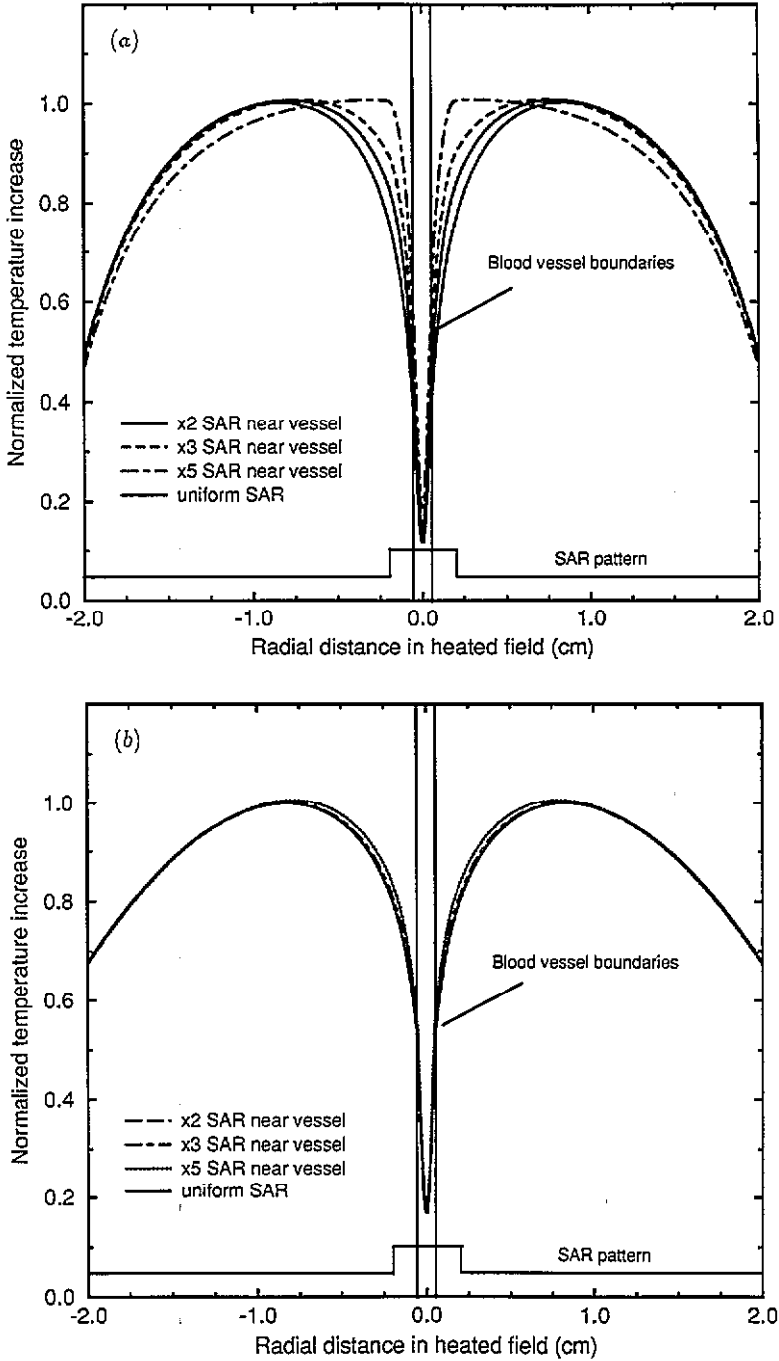 (a)
Normalized temperature increase
1.0
0.8
0.6
0.4
0.2
0.0
Blood vessel boundaries
x2 SAR near vessel
x3 SAR near vessel
x5 SAR near vessel
uniform SAR
SAR pattern
-2.0 -1.0 0.0 1.0 2.0
Radial distance in heated field (cm)
(b)
Normalized temperature increase
1.0
0.8
0.6
0.4
0.2
0.0
Blood vessel boundaries
x2 SAR near vessel
x3 SAR near vessel
x5 SAR near vessel
uniform SAR
SAR pattern
-2.0 -1.0 0.0 1.0 2.0
Radial distance in heated field (cm)